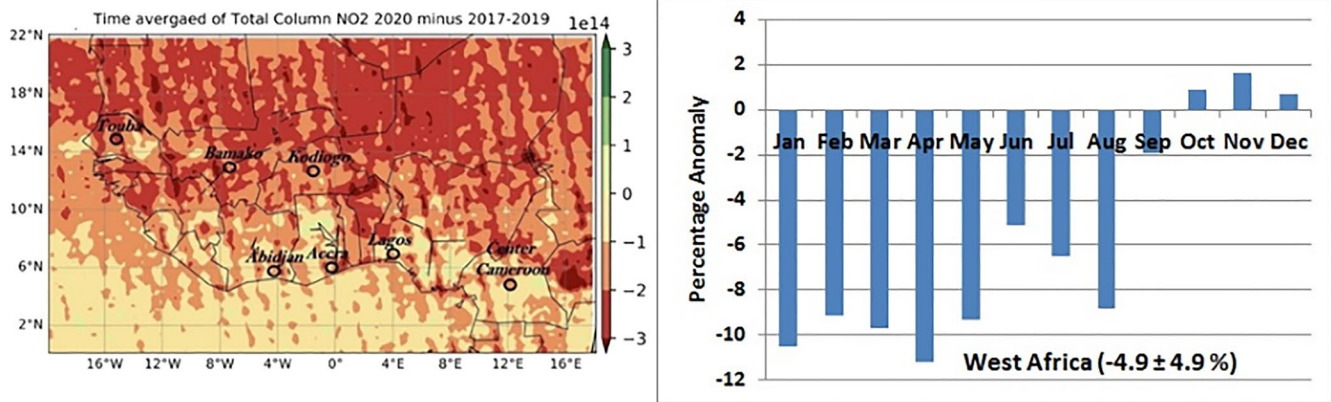 Time avergaed of Total Column NO2 2020 minus 2017-2019
1e14
22°N
18°N
14°N
10°N
6°N
2°N
16°W
12°W
8°W
4°W
0°
4°E
8°E
12°E
16°E
Touba
Bamako
Kodiogo
Abidjan
Accra
Lagos
Center
Cameroon
3
2
1
0
−1
−2
−3
Percentage Anomaly
4
2
0
-2
-4
-6
-8
-10
-12
Jan
Feb
Mar
Apr
May
Jun
Jul
Aug
Sep
Oct
Nov
Dec
West Africa (-4.9 ± 4.9 %)